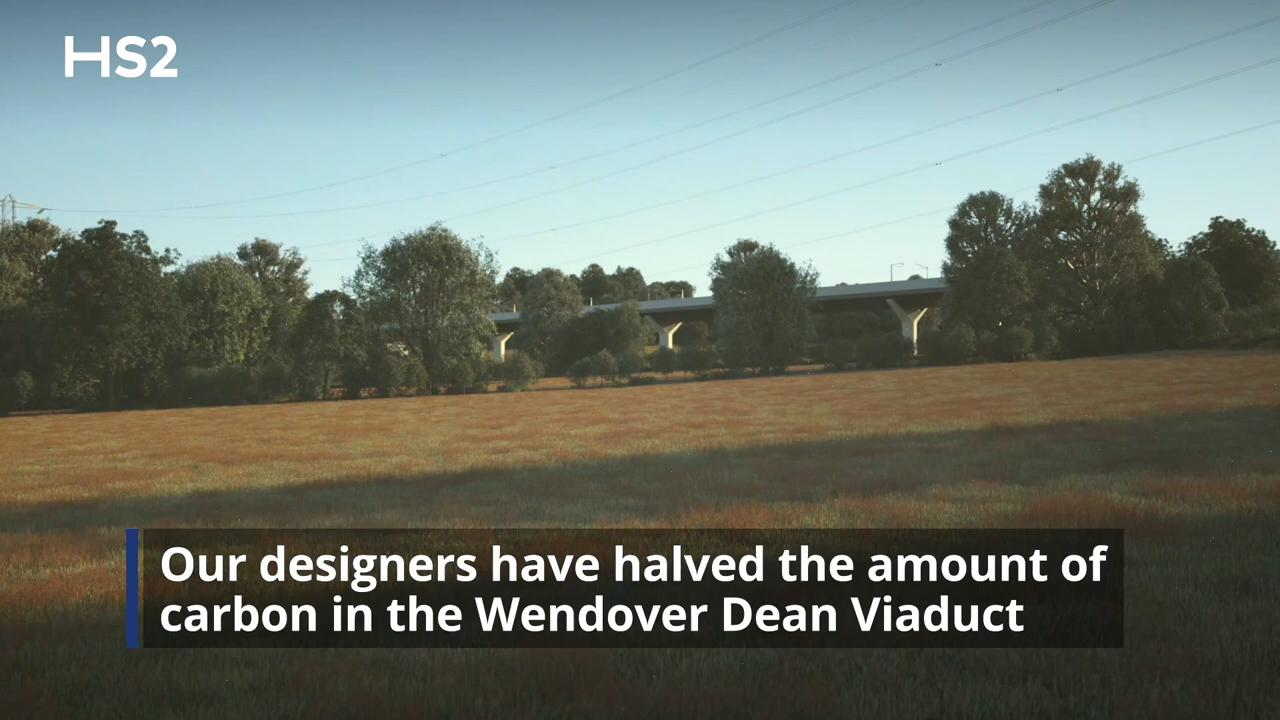 HS2
Our designers have halved the amount of
carbon in the Wendover Dean Viaduct